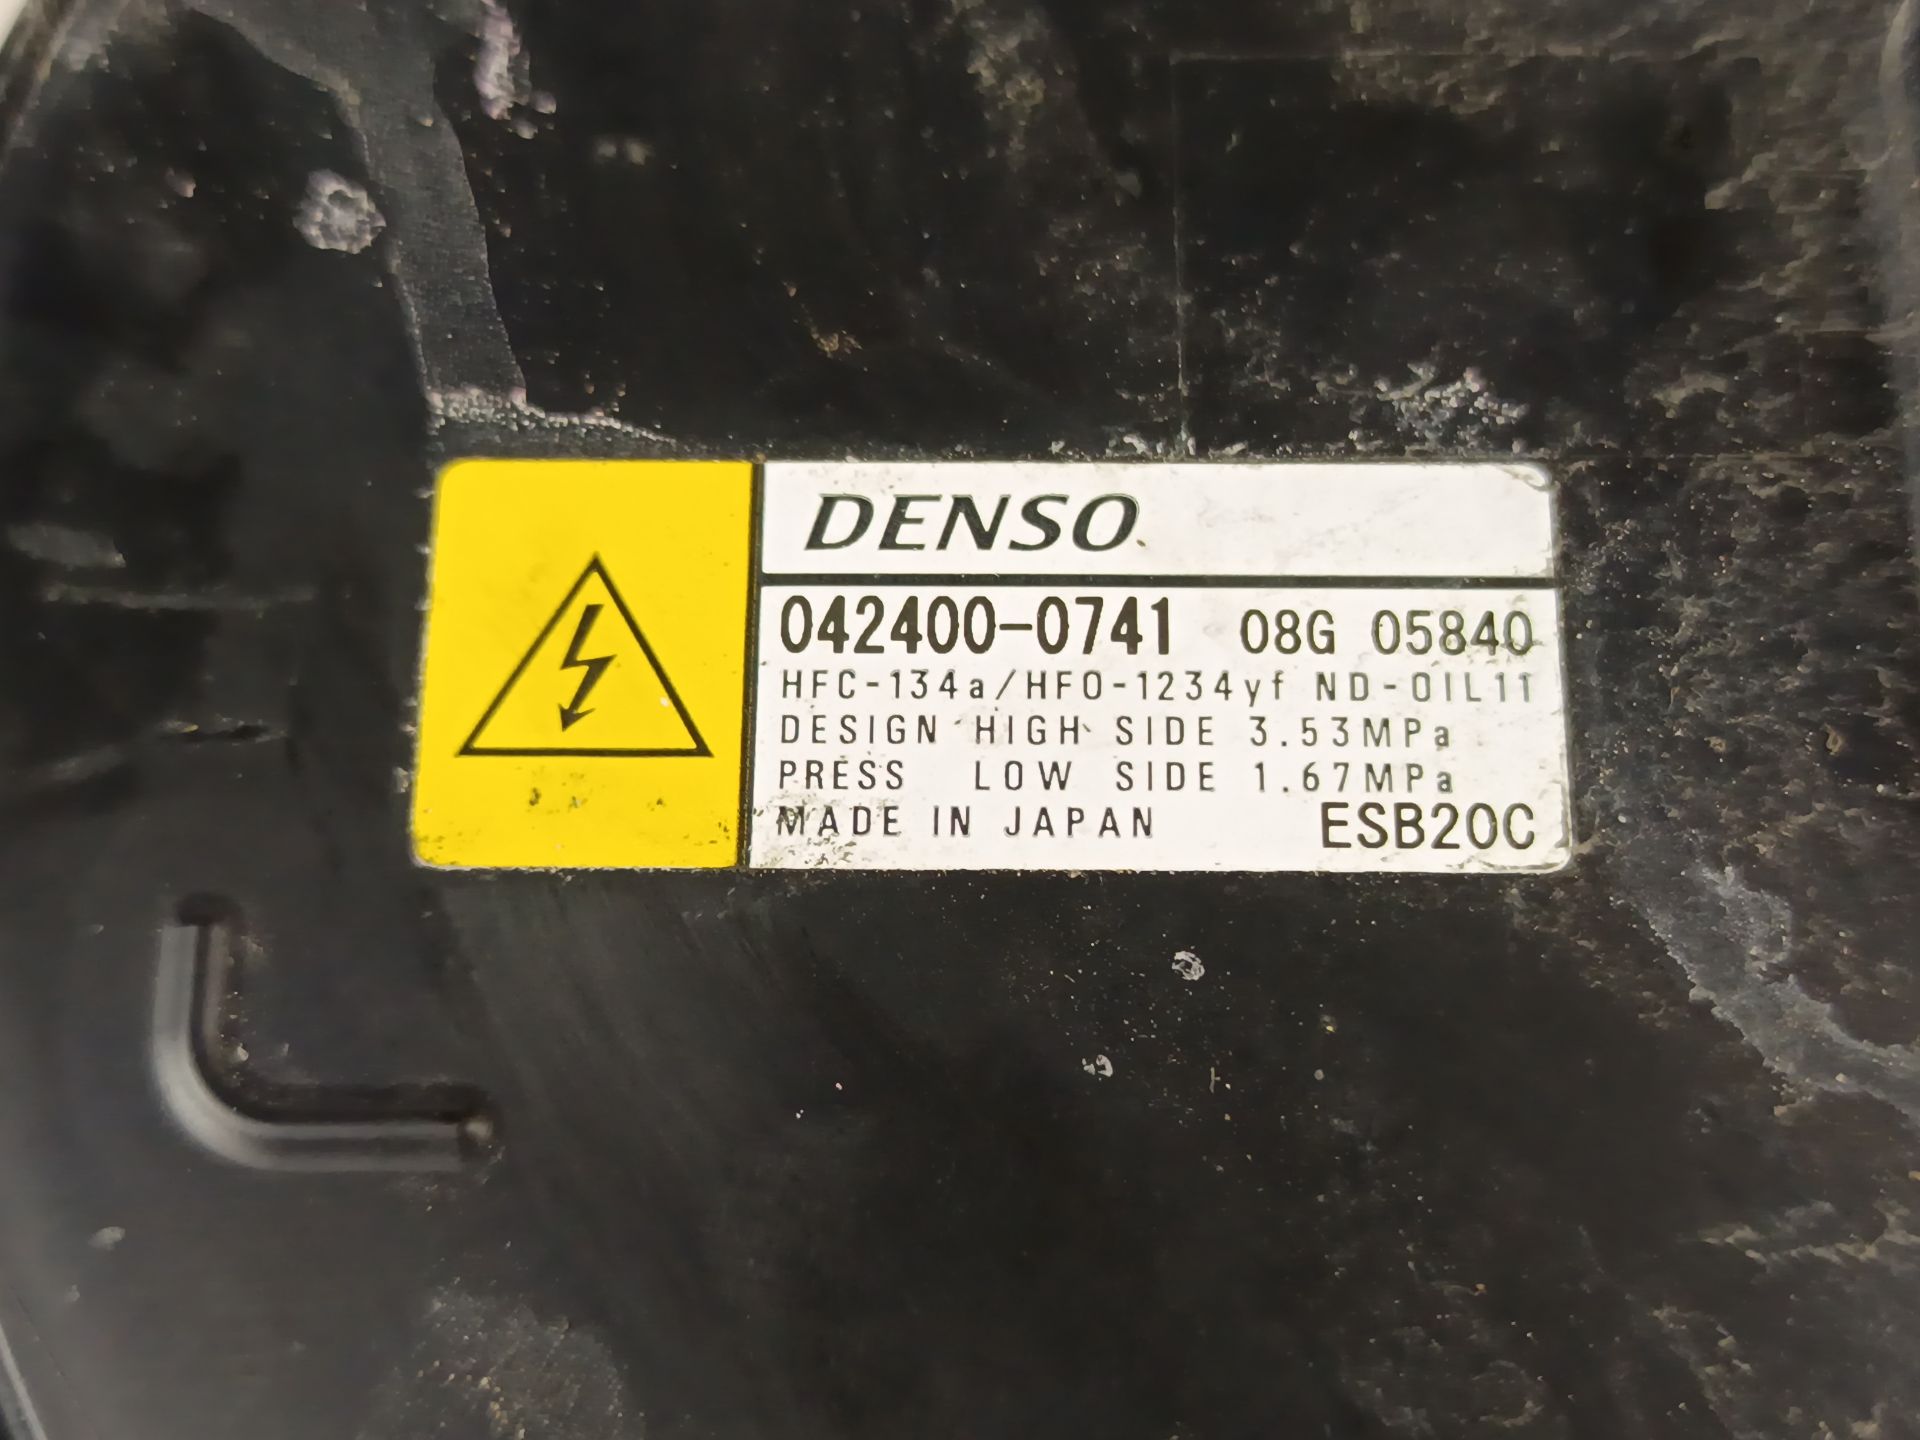 DENSO
042400-0741 08G 05840
HFC-134a/HFO-1234yf ND-OIL11
DESIGN HIGH SIDE 3.53MPa
PRESS LOW SIDE 1.67MPa
MADE IN JAPAN ESB20C